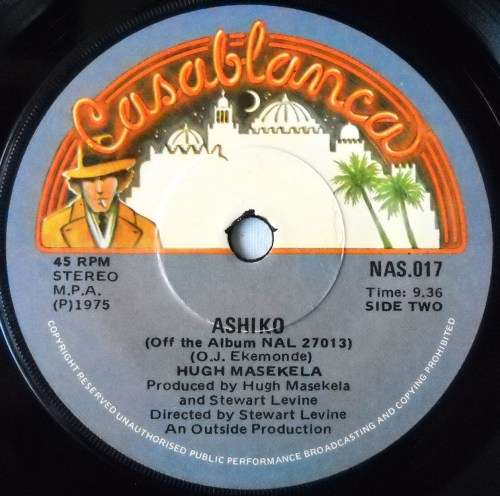 Casablanca
45 RPM
STEREO
M.P.A.
(P)1975
NAS.017
Time: 9.36
SIDE TWO
ASHIKO
(Off the Album NAL 27013)
(O.J. Ekemonde)
HUGH MASEKELA
Produced by Hugh Masekela
and Stewart Levine
Directed by Stewart Levine
An Outside Production
COPYRIGHT RESERVED UNAUTHORISED PUBLIC PERFORMANCE BROADCASTING AND COPYING PROHIBITED